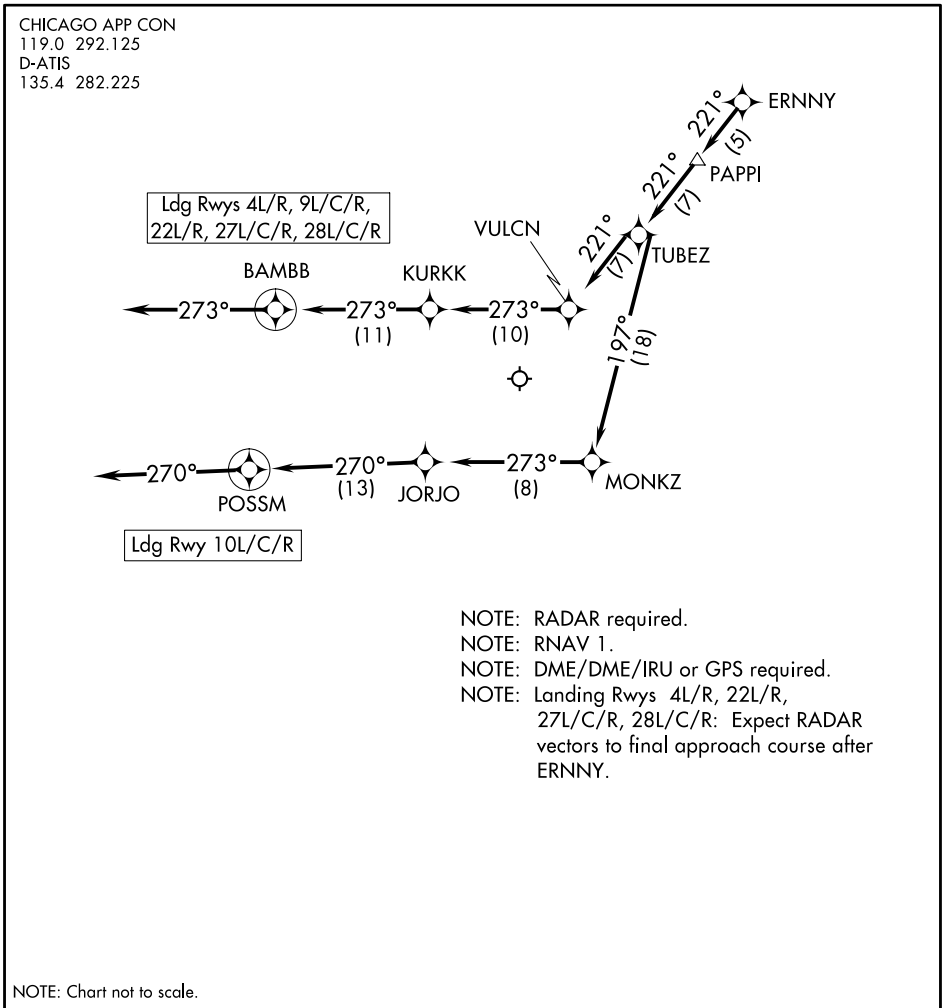 CHICAGO APP CON
119.0 292.125
D-ATIS
135.4 282.225
221°
ERNNY
(5)
221°
PAPPI
(7)
Ldg Rwys 4L/R, 9L/C/R,
22L/R, 27L/C/R, 28L/C/R
VULCN
221°
(7)
TUBEZ
BAMBB
KURKK
273°
273°
(11)
273°
(10)
197°
(18)
270°
POSSM
270°
(13)
JORJO
273°
(8)
MONKZ
Ldg Rwy 10L/C/R
NOTE: RADAR required.
NOTE: RNAV 1.
NOTE: DME/DME/IRU or GPS required.
NOTE: Landing Rwys 4L/R, 22L/R,
27L/C/R, 28L/C/R: Expect RADAR
vectors to final approach course after
ERNNY.
NOTE: Chart not to scale.